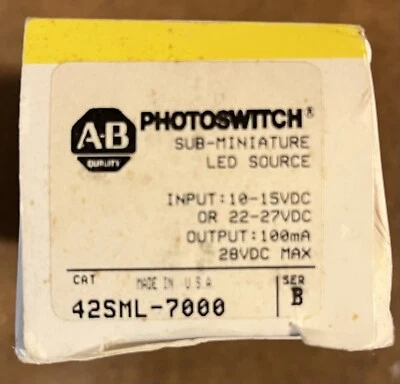 A-B
QUALITY
PHOTOSWITCH®
SUB-MINIATURE
LED SOURCE
INPUT:10-15VDC
OR 22-27VDC
OUTPUT:100mA
28VDC MAX
CAT MADE IN U.S.A SER
42SML-7000 B